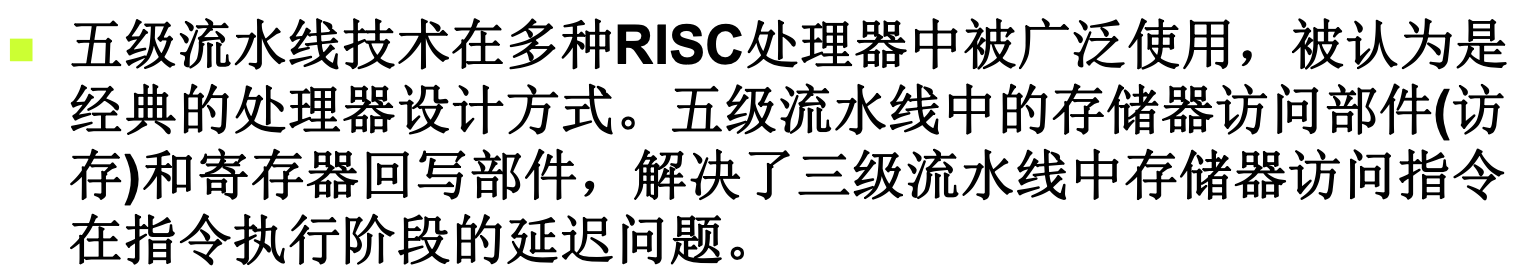 五级流水线技术在多种RISC处理器中被广泛使用，被认为是
经典的处理器设计方式。五级流水线中的存储器访问部件(访
存)和寄存器回写部件，解决了三级流水线中存储器访问指令
在指令执行阶段的延迟问题。